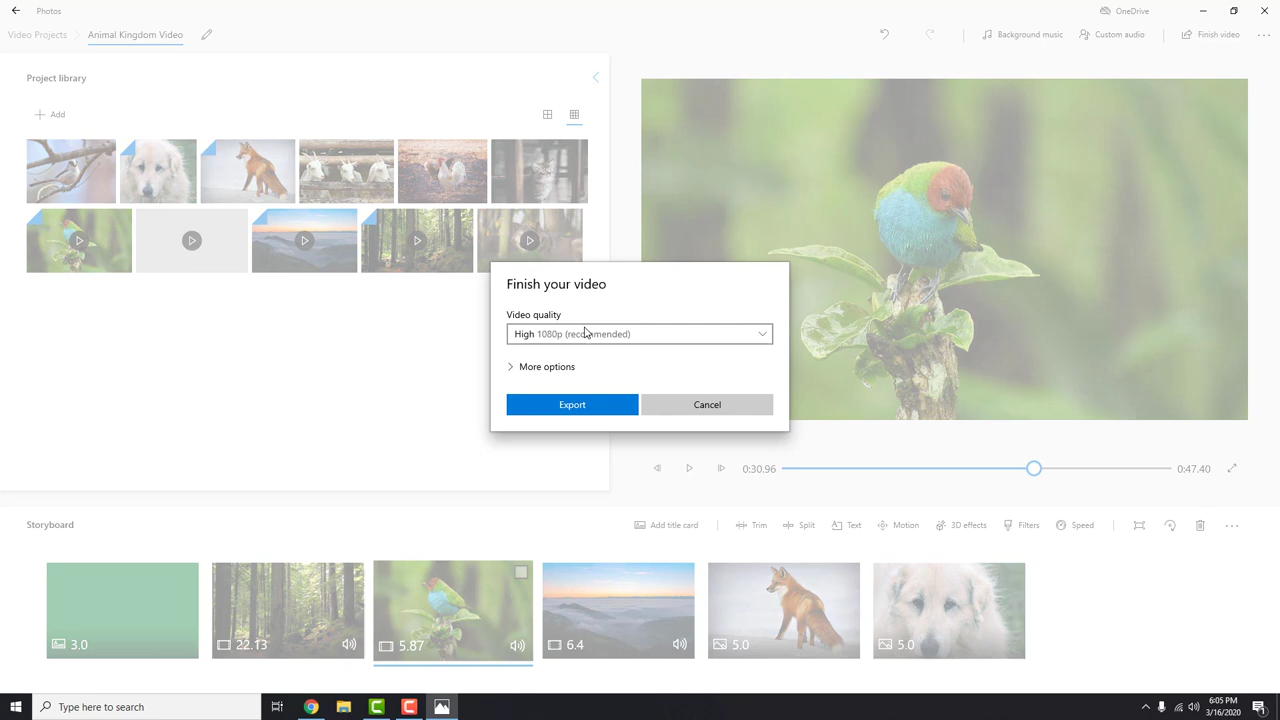 Photos
OneDrive
Video Projects
Animal Kingdom Video
Background music
Custom audio
Finish video
Project library
Add
Finish your video
Video quality
High 1080p (recommended)
More options
Export
Cancel
0:30.96
0:47.40
Storyboard
Add title card
Trim
Split
Text
Motion
3D effects
Filters
Speed
3.0
22.13
5.87
6.4
5.0
5.0
Type here to search
6:05 PM
3/16/2020